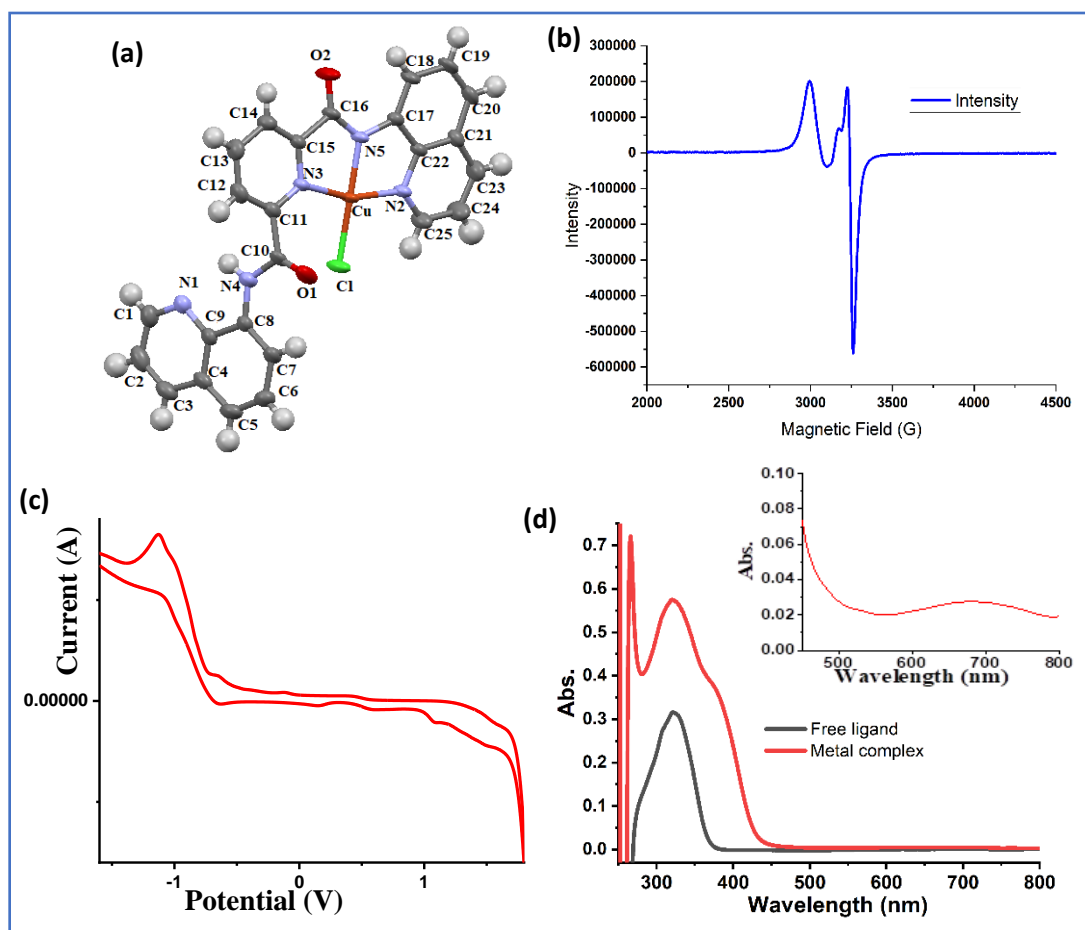 (a)
O2
C18
C19
C14
C16
C17
C20
C13
C15
N5
C21
C12
N3
C22
C23
Cu
N2
C24
C11
C25
C10
N4
O1
Cl
N1
C1
C9
C8
C7
C2
C4
C6
C3
C5
(b)
300000
200000
100000
0
-100000
-200000
-300000
-400000
-500000
-600000
Intensity
Intensity
2000 2500 3000 3500 4000 4500
Magnetic Field (G)
(c)
Current (A)
0.00000
-1 0 1
Potential (V)
(d)
0.7
0.6
0.5
0.4
0.3
0.2
0.1
0.0
Abs.
Free ligand
Metal complex
300 400 500 600 700 800
Wavelength (nm)
0.10
0.08
0.06
0.04
0.02
0.00
Abs.
500 600 700 800
Wavelength (nm)